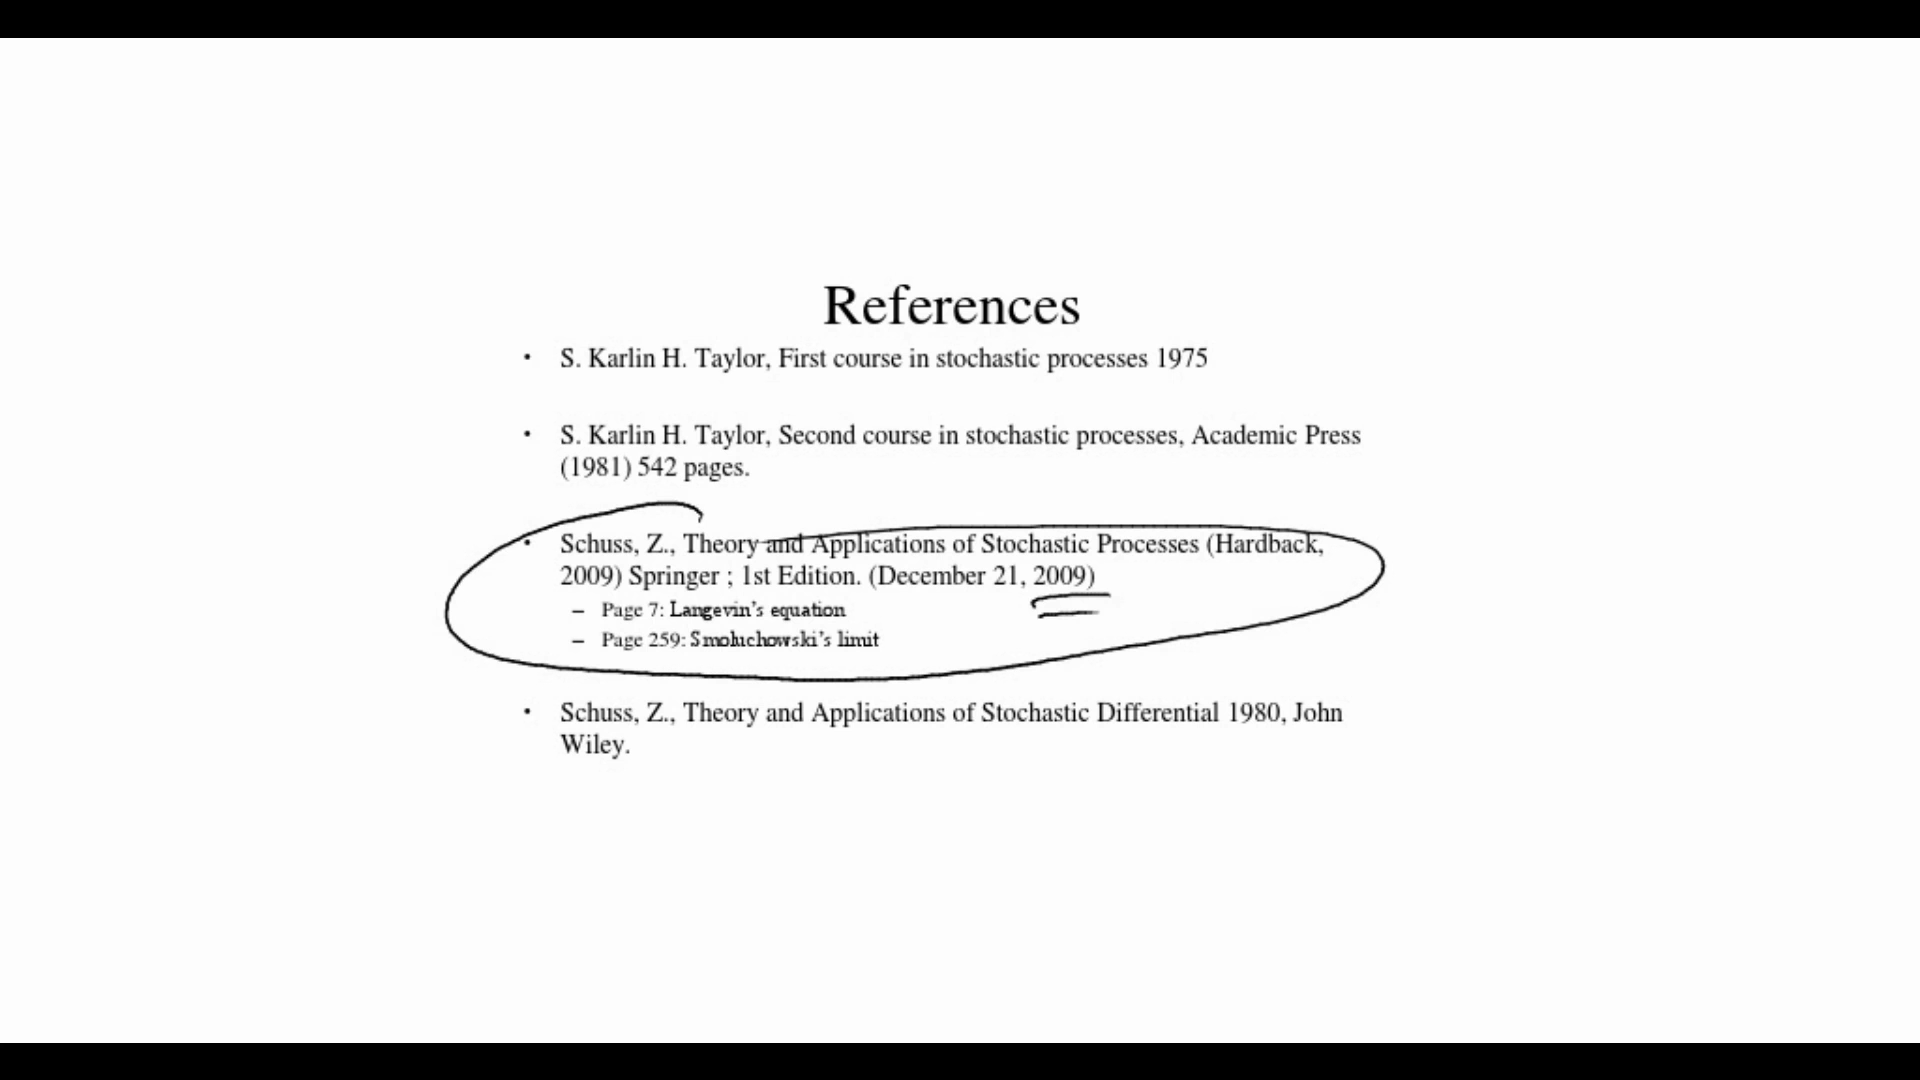 References
• S. Karlin H. Taylor, First course in stochastic processes 1975
• S. Karlin H. Taylor, Second course in stochastic processes, Academic Press
(1981) 542 pages.
• Schuss, Z., Theory and Applications of Stochastic Processes (Hardback,
2009) Springer ; 1st Edition. (December 21, 2009)
– Page 7: Langevin's equation
– Page 259: Smoluchowski's limit
• Schuss, Z., Theory and Applications of Stochastic Differential 1980, John
Wiley.